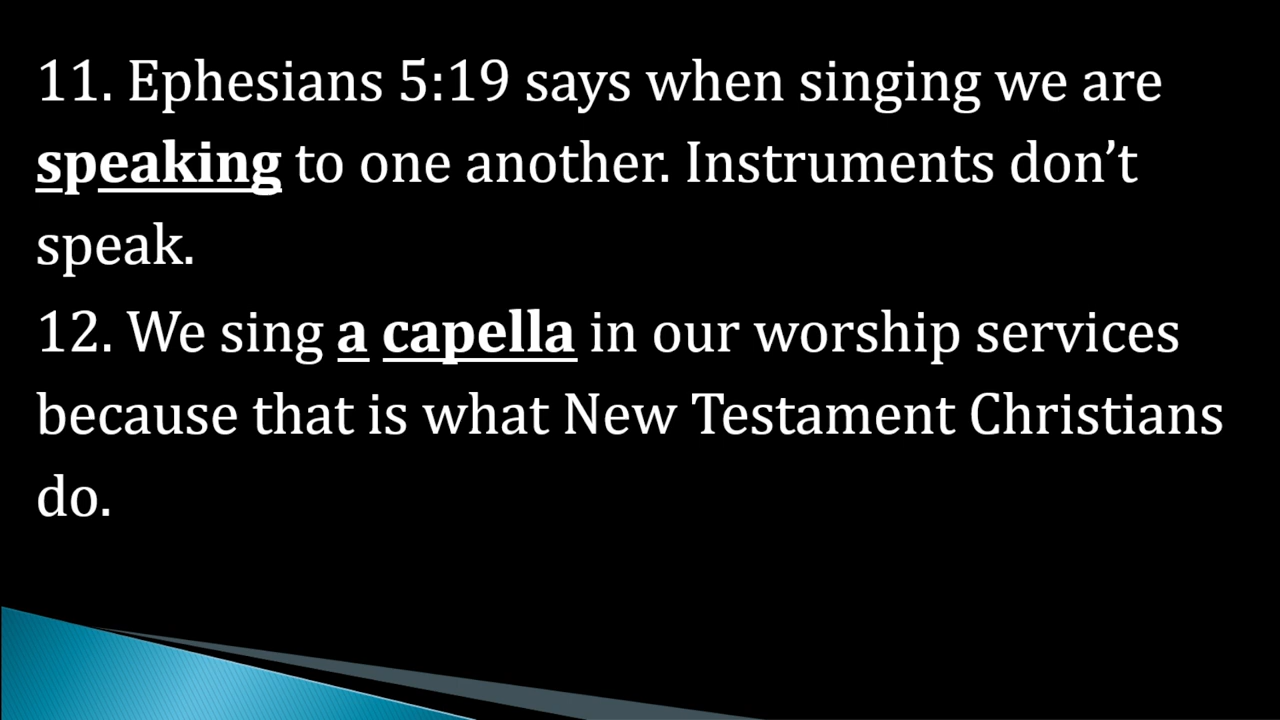 11. Ephesians 5:19 says when singing we are
speaking to one another. Instruments don’t
speak.
12. We sing a capella in our worship services
because that is what New Testament Christians
do.